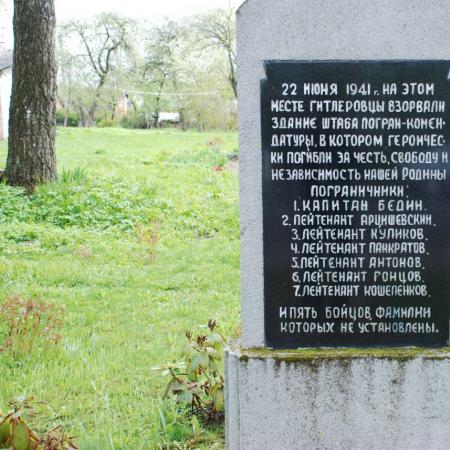 22 ИЮНЯ 1941 г. НА ЭТОМ
МЕСТЕ ГИТЛЕРОВЦЫ ВЗОРВАЛИ
ЗДАНИЕ ШТАБА ПОГРАН-КОМЕН-
ДАТУРЫ, В КОТОРОМ ГЕРОИЧЕС-
КИ ПОГИБЛИ ЗА ЧЕСТЬ, СВОБОДУ И
НЕЗАВИСИМОСТЬ НАШЕЙ РОДИНЫ
ПОГРАНИЧНИКИ:
1. КАПИТАН БЕДИН.
2. ЛЕЙТЕНАНТ АРЦИШЕВСКИЙ.
3. ЛЕЙТЕНАНТ КУЛИКОВ.
4. ЛЕЙТЕНАНТ ПАНКРАТОВ.
5. ЛЕЙТЕНАНТ АНТОНОВ.
6. ЛЕЙТЕНАНТ ГОНЦОВ.
7. ЛЕЙТЕНАНТ КОШЕПЕНКОВ.
И ПЯТЬ БОЙЦОВ, ФАМИЛИИ
КОТОРЫХ НЕ УСТАНОВЛЕНЫ.